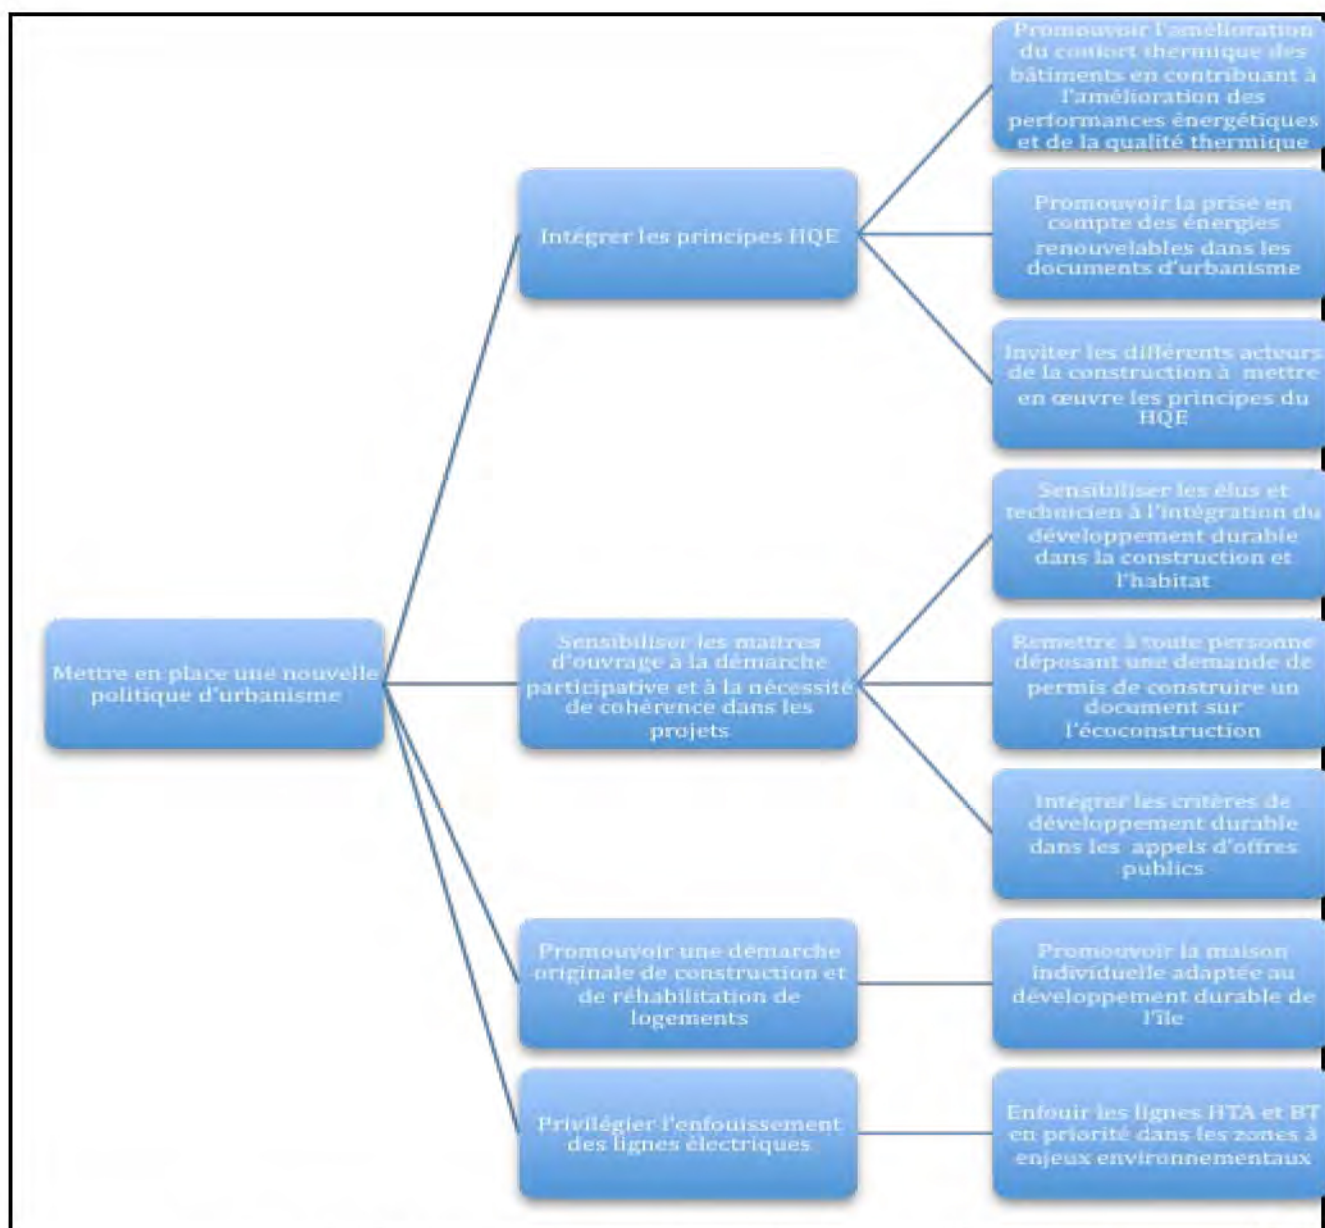 Mettre en place une nouvelle
politique d'urbanisme
Intégrer les principes HQE
Promouvoir l'amélioration
du confort thermique des
bâtiments en contribuant à
l'amélioration des
performances énergétiques
et de la qualité thermique
Promouvoir la prise en
compte des énergies
renouvelables dans les
documents d'urbanisme
Inviter les différents acteurs
de la construction à mettre
en œuvre les principes du
HQE
Sensibiliser les maîtres
d'ouvrage à la démarche
participative et à la nécessité
de cohérence dans les
projets
Sensibiliser les élus et
technicien à l'intégration du
développement durable
dans la construction et
l'habitat
Remettre à toute personne
déposant une demande de
permis de construire un
document sur
l'écoconstruction
Intégrer les critères de
développement durable
dans les appels d'offres
publics
Promouvoir une démarche
originale de construction et
de réhabilitation de
logements
Promouvoir la maison
individuelle adaptée au
développement durable de
l'île
Privilégier l'enfouissement
des lignes électriques
Enfouir les lignes HTA et BT
en priorité dans les zones à
enjeux environnementaux